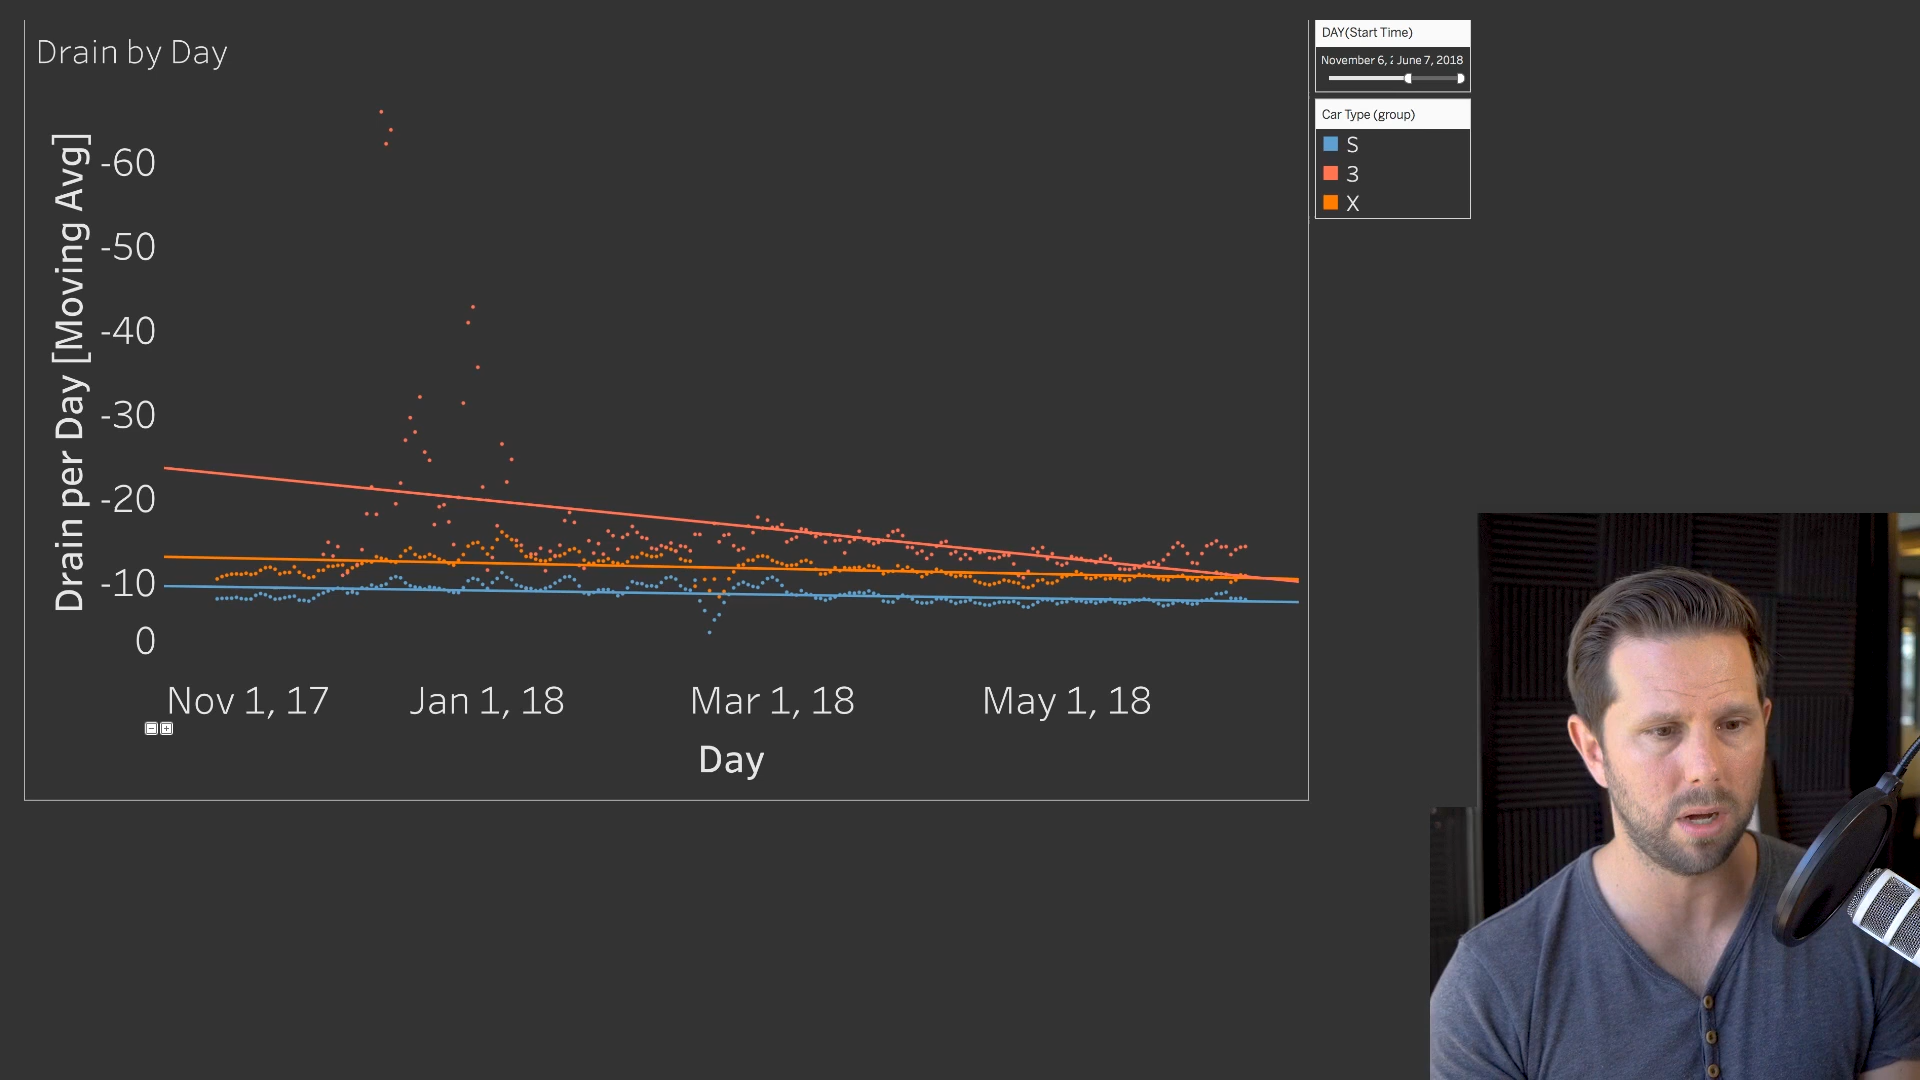 Drain by Day
Drain per Day [Moving Avg]
-60
-50
-40
-30
-20
-10
0
Nov 1, 17
Jan 1, 18
Mar 1, 18
May 1, 18
Day
DAY(Start Time)
November 6, 2 June 7, 2018
Car Type (group)
S
3
X